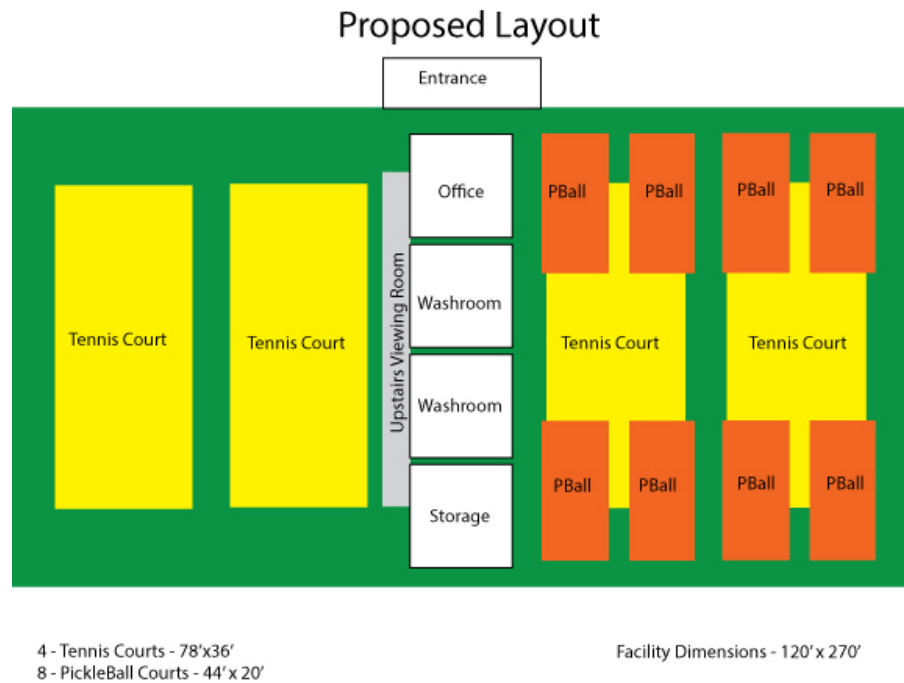 Proposed Layout
Entrance
Office
PBall
PBall
PBall
PBall
Upstairs Viewing Room
Washroom
Tennis Court
Tennis Court
Tennis Court
Tennis Court
Washroom
PBall
PBall
PBall
PBall
Storage
4 - Tennis Courts - 78'x36'
8 - PickleBall Courts - 44' x 20'
Facility Dimensions - 120' x 270'